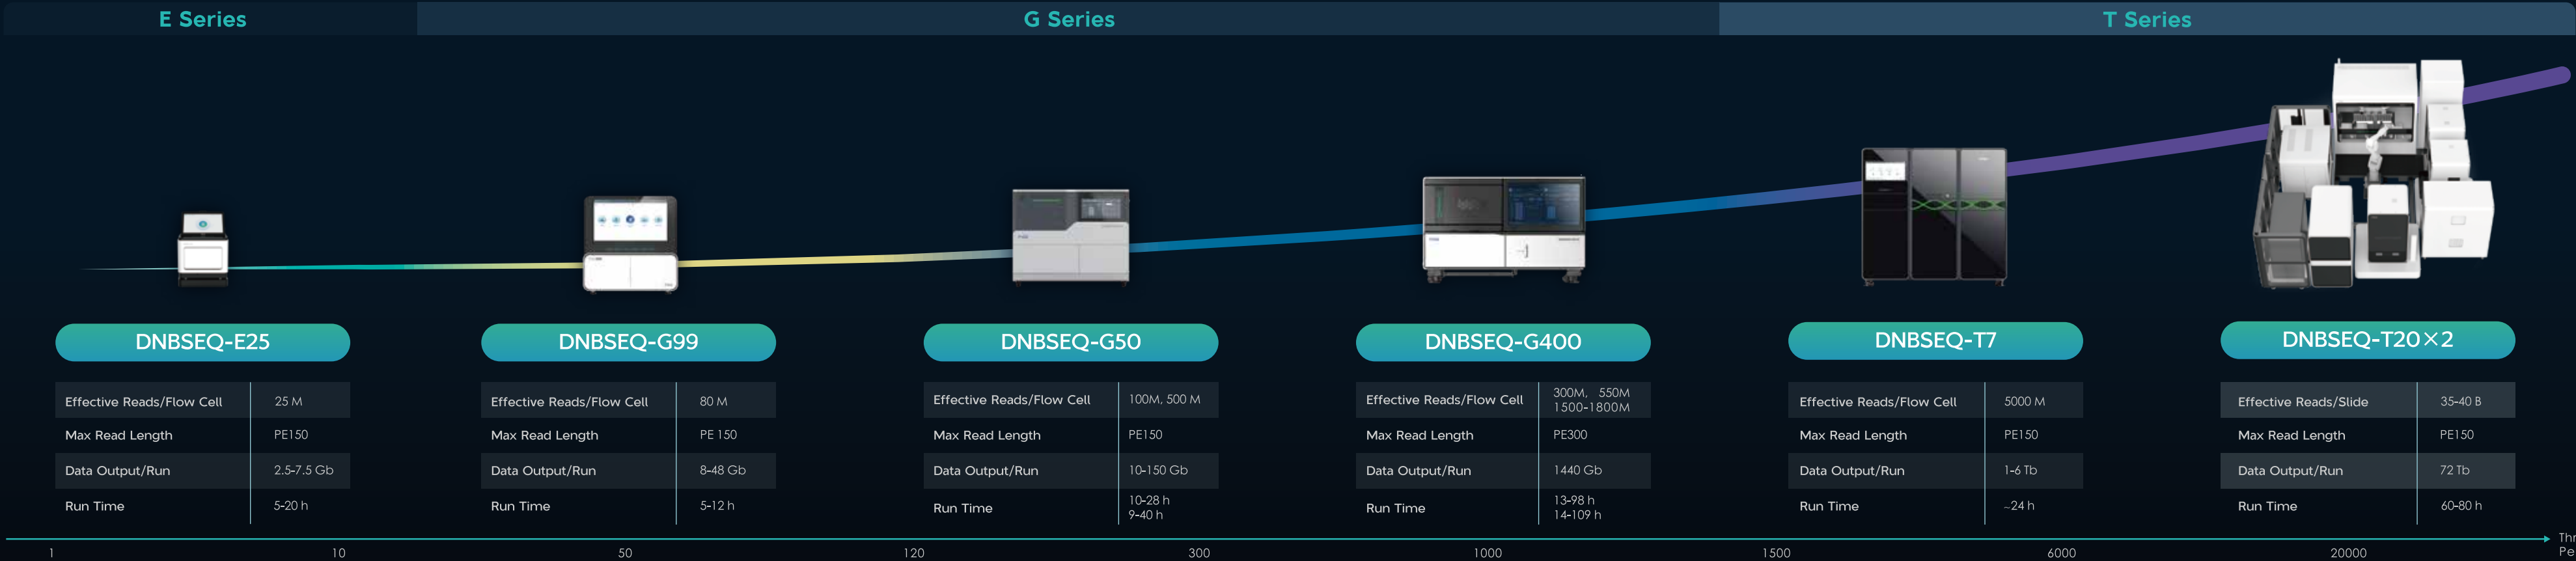 E Series
G Series
T Series
DNBSEQ-E25
Effective Reads/Flow Cell 25 M
Max Read Length PE150
Data Output/Run 2.5-7.5 Gb
Run Time 5-20 h
DNBSEQ-G99
Effective Reads/Flow Cell 80 M
Max Read Length PE 150
Data Output/Run 8-48 Gb
Run Time 5-12 h
DNBSEQ-G50
Effective Reads/Flow Cell 100M, 500 M
Max Read Length PE150
Data Output/Run 10-150 Gb
Run Time 10-28 h
9-40 h
DNBSEQ-G400
Effective Reads/Flow Cell 300M, 550M
1500-1800M
Max Read Length PE300
Data Output/Run 1440 Gb
Run Time 13-98 h
14-109 h
DNBSEQ-T7
Effective Reads/Flow Cell 5000 M
Max Read Length PE150
Data Output/Run 1-6 Tb
Run Time ~24 h
DNBSEQ-T20×2
Effective Reads/Slide 35-40 B
Max Read Length PE150
Data Output/Run 72 Tb
Run Time 60-80 h
1 10 50 120 300 1000 1500 6000 20000
Thr
Pe